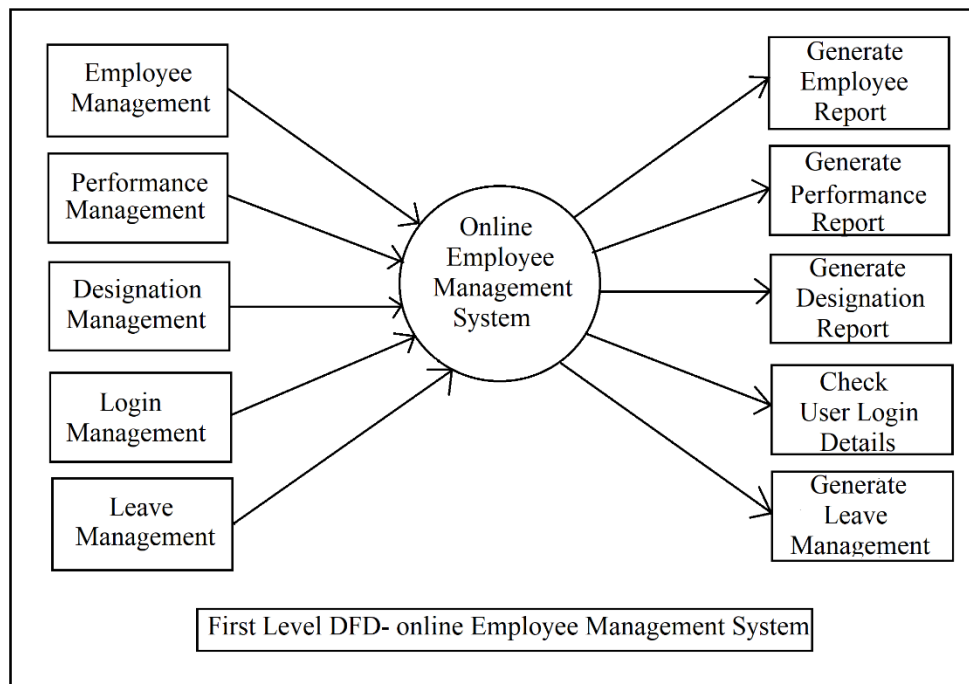 Employee
Management
Performance
Management
Designation
Management
Login
Management
Leave
Management
Online
Employee
Management
System
Generate
Employee
Report
Generate
Performance
Report
Generate
Designation
Report
Check
User Login
Details
Generate
Leave
Management
First Level DFD- online Employee Management System